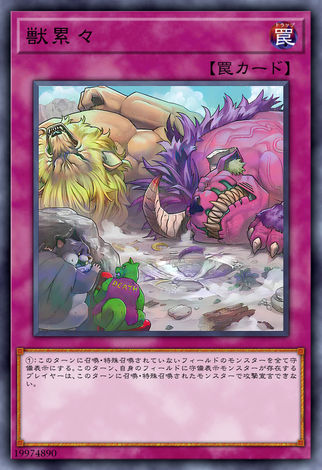 獣累々
トラップ
罠
【罠カード】
DEATH
①：このターンに召喚・特殊召喚されていないフィールドのモンスターを全て守
備表示にする。このターン、自身のフィールドに守備表示モンスターが存在する
プレイヤーは、このターンに召喚・特殊召喚されたモンスターで攻撃宣言できな
い。
19974890